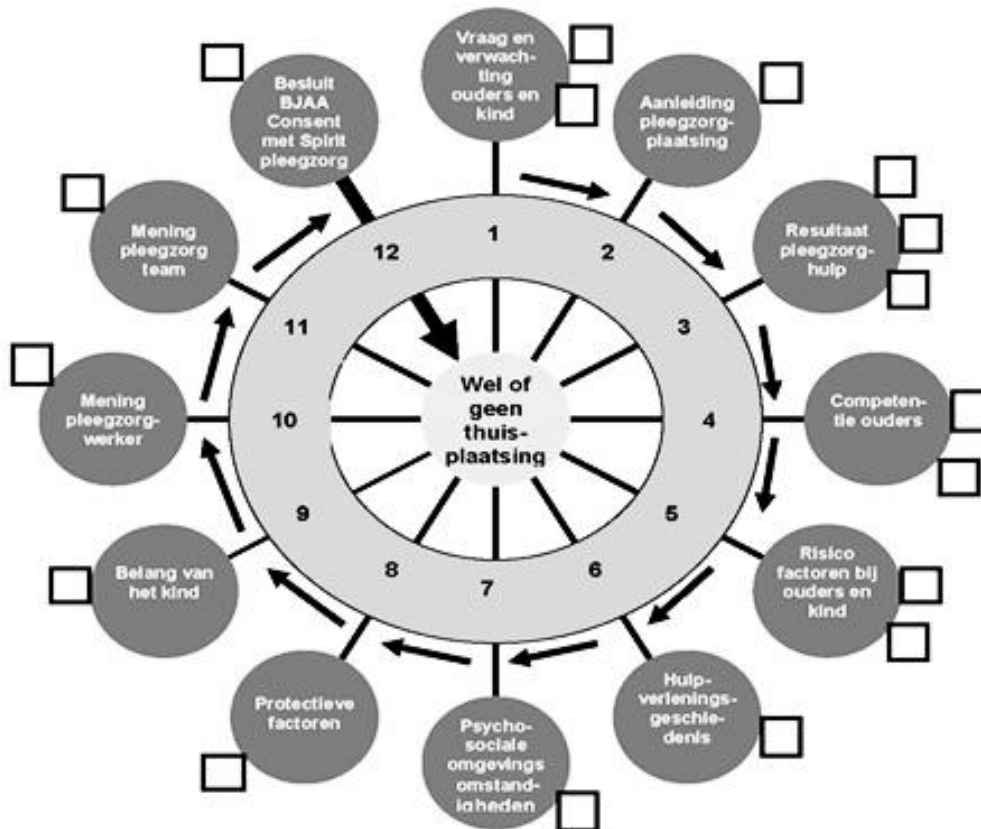 Vraag en
verwach-
ting
ouders en
kind
Aanleiding
pleegzorg-
plaatsing
Resultaat
pleegzorg-
hulp
Competen-
tie ouders
Risico
factoren bij
ouders en
kind
Hulp-
verlenings-
geschie-
denis
Psycho-
sociale
omgevings
omstand-
igheden
Protectieve
factoren
Belang van
het kind
Mening
pleegzorg-
werker
Mening
pleegzorg
team
Besluit
BJAA
Consent
met Spirit
pleegzorg
1
2
3
4
5
6
7
8
9
10
11
12
Wel of
geen
thuis-
plaatsing